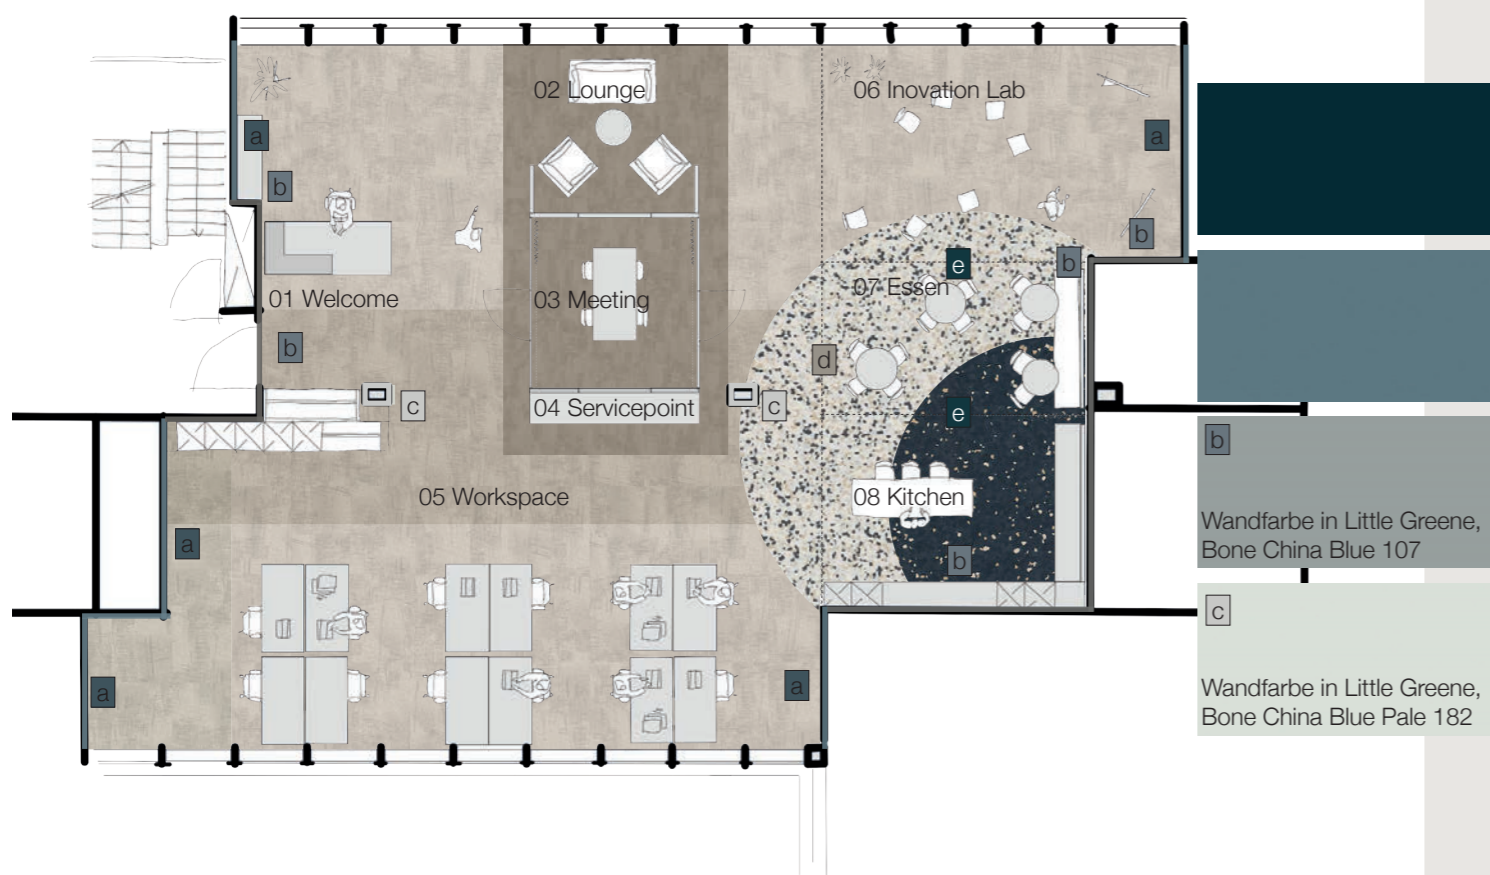 02 Lounge
06 Inovation Lab
a
a
b
b
e
b
07 Essen
01 Welcome
03 Meeting
b
d
c
04 Servicepoint
c
e
b
Wandfarbe in Little Greene,
Bone China Blue 107
05 Workspace
08 Kitchen
a
b
c
Wandfarbe in Little Greene,
Bone China Blue Pale 182
a
a